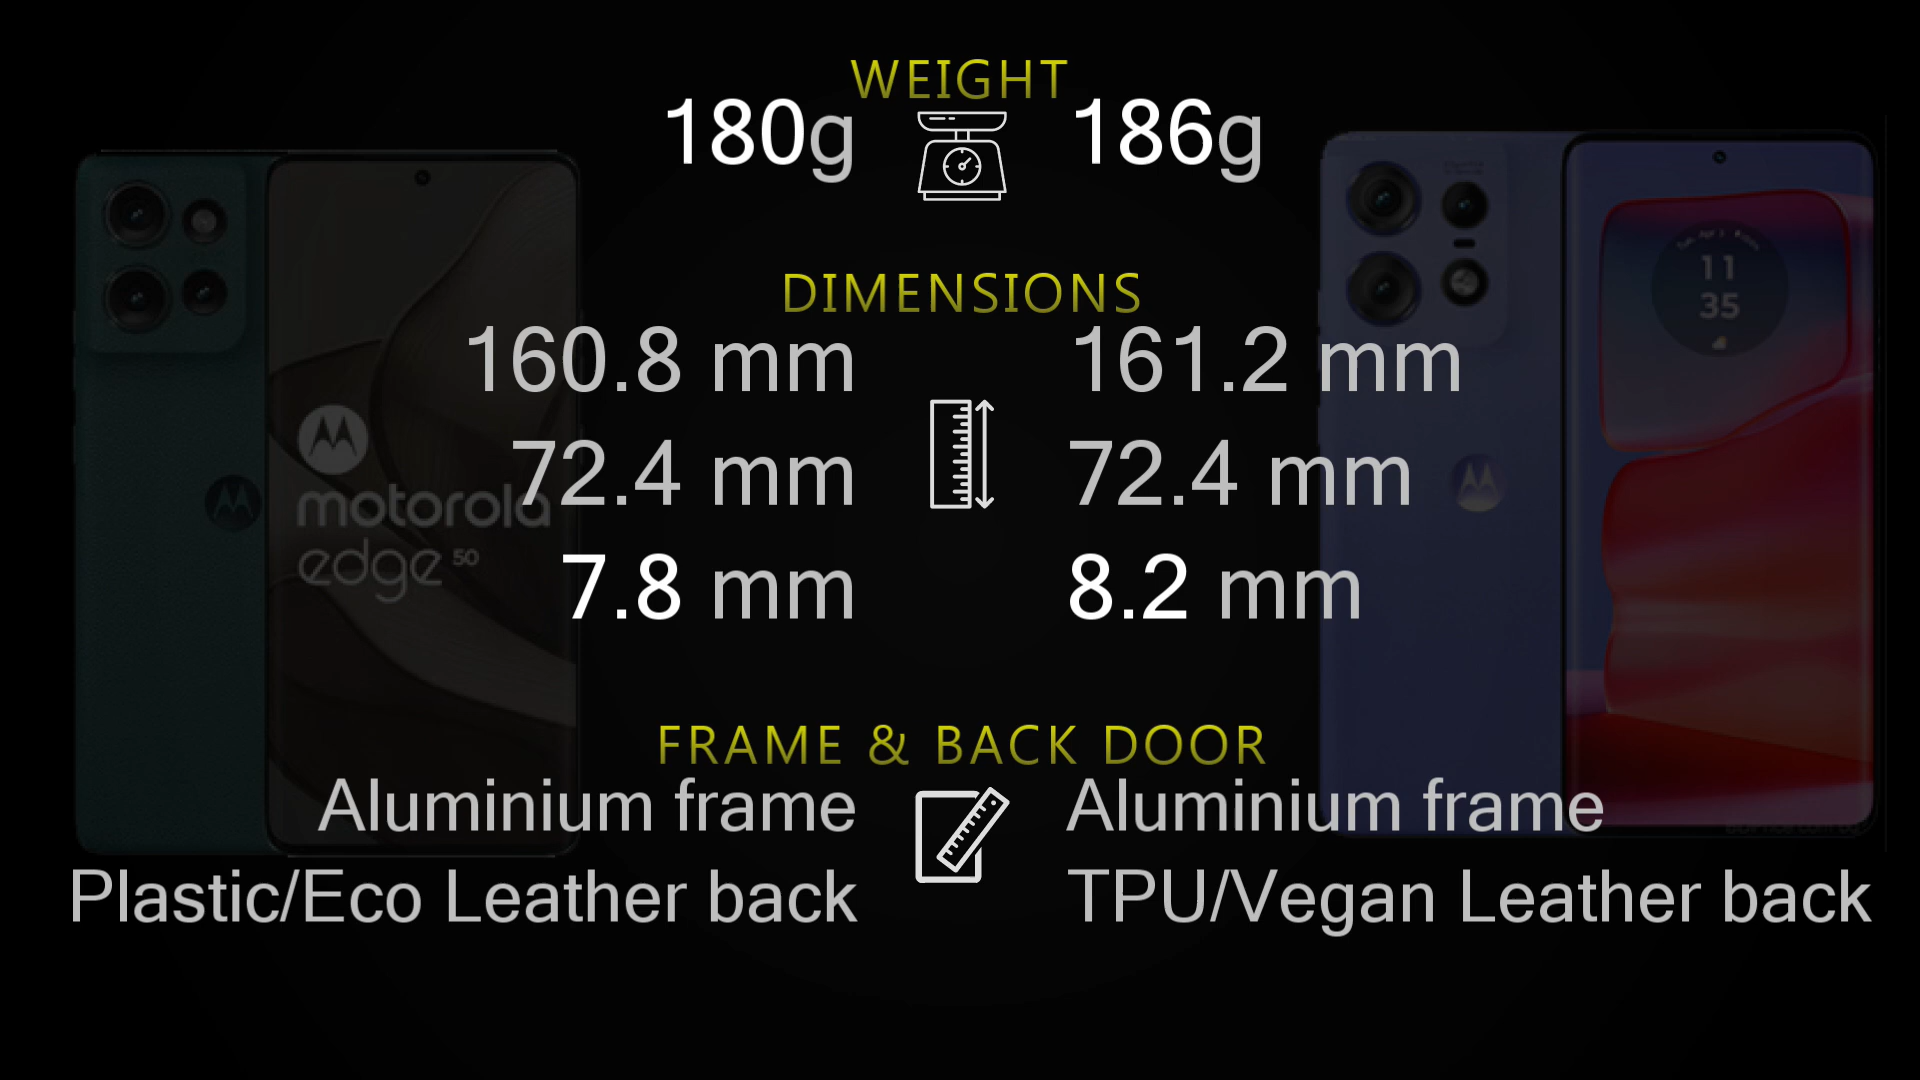 WEIGHT
180g 186g
DIMENSIONS
160.8 mm 161.2 mm
72.4 mm 72.4 mm
7.8 mm 8.2 mm
motorola
edge 50
11
35
FRAME & BACK DOOR
Aluminium frame Aluminium frame
Plastic/Eco Leather back TPU/Vegan Leather back